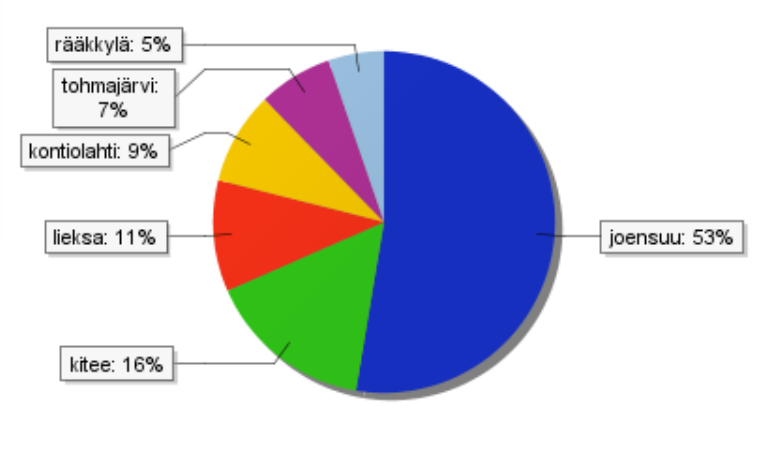 rääkkylä: 5%
tohmajärvi:
7%
kontiolahti: 9%
lieksa: 11%
joensuu: 53%
kitee: 16%